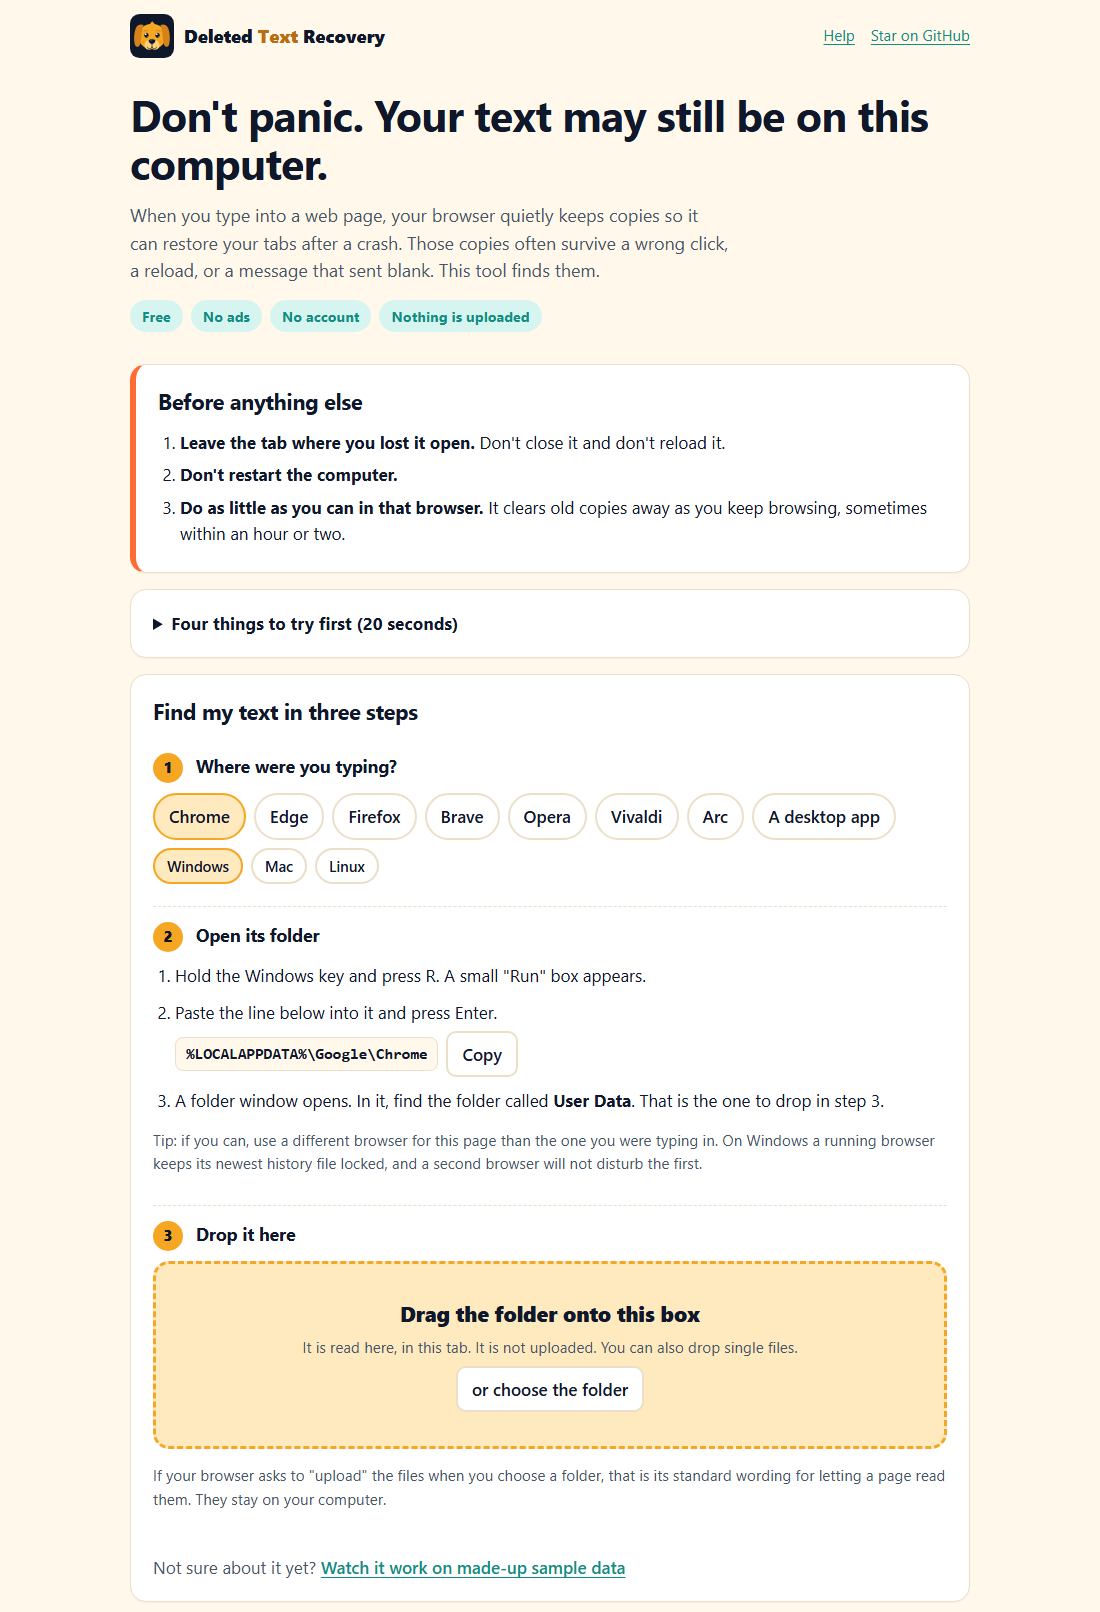 Deleted Text Recovery
Help
Star on GitHub
Don't panic. Your text may still be on this
computer.
When you type into a web page, your browser quietly keeps copies so it
can restore your tabs after a crash. Those copies often survive a wrong click,
a reload, or a message that sent blank. This tool finds them.
Free
No ads
No account
Nothing is uploaded
Before anything else
1. Leave the tab where you lost it open. Don't close it and don't reload it.
2. Don't restart the computer.
3. Do as little as you can in that browser. It clears old copies away as you keep browsing, sometimes
within an hour or two.
Four things to try first (20 seconds)
Find my text in three steps
1 Where were you typing?
Chrome
Edge
Firefox
Brave
Opera
Vivaldi
Arc
A desktop app
Windows
Mac
Linux
2 Open its folder
1. Hold the Windows key and press R. A small "Run" box appears.
2. Paste the line below into it and press Enter.
%LOCALAPPDATA%\Google\Chrome
Copy
3. A folder window opens. In it, find the folder called User Data. That is the one to drop in step 3.
Tip: if you can, use a different browser for this page than the one you were typing in. On Windows a running browser
keeps its newest history file locked, and a second browser will not disturb the first.
3 Drop it here
Drag the folder onto this box
It is read here, in this tab. It is not uploaded. You can also drop single files.
or choose the folder
If your browser asks to "upload" the files when you choose a folder, that is its standard wording for letting a page read
them. They stay on your computer.
Not sure about it yet? Watch it work on made-up sample data